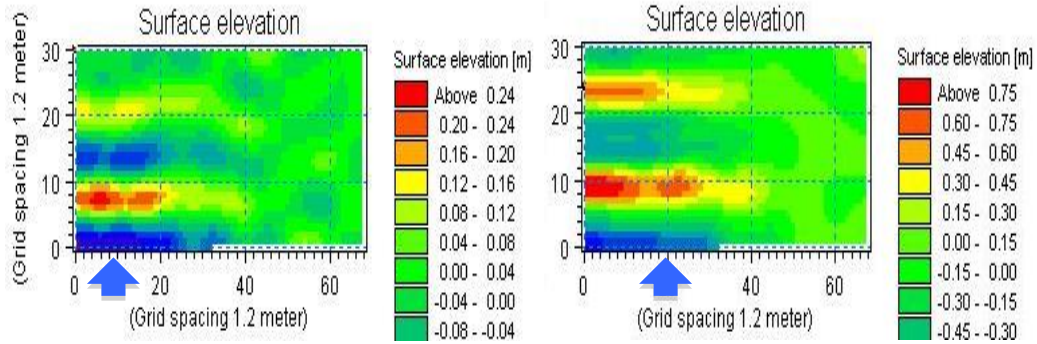 Surface elevation
(Grid spacing 1.2 meter)
30
20
10
0
0 20 40 60
(Grid spacing 1.2 meter)
Surface elevation [m]
Above 0.24
0.20 - 0.24
0.16 - 0.20
0.12 - 0.16
0.08 - 0.12
0.04 - 0.08
0.00 - 0.04
-0.04 - 0.00
-0.08 - -0.04
Surface elevation
30
20
10
0
0 20 40 60
(Grid spacing 1.2 meter)
Surface elevation [m]
Above 0.75
0.60 - 0.75
0.45 - 0.60
0.30 - 0.45
0.15 - 0.30
0.00 - 0.15
-0.15 - 0.00
-0.30 - -0.15
-0.45 - -0.30